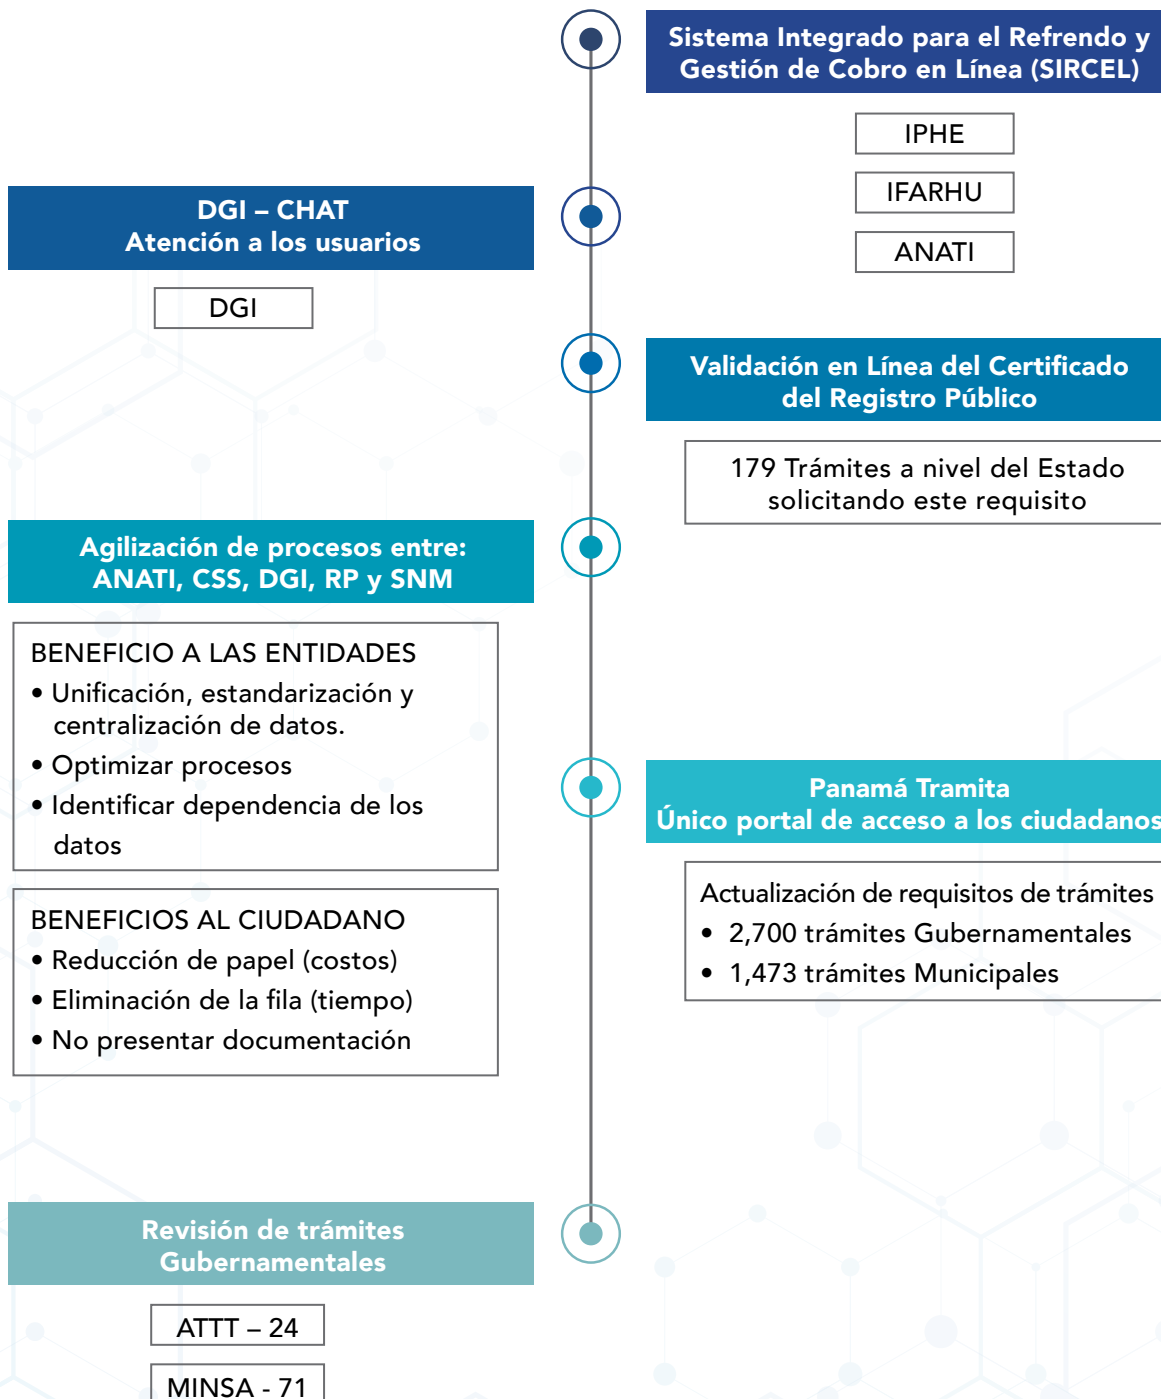 Sistema Integrado para el Refrendo y
Gestión de Cobro en Línea (SIRCEL)
IPHE
IFARHU
ANATI
DGI – CHAT
Atención a los usuarios
DGI
Validación en Línea del Certificado
del Registro Público
179 Trámites a nivel del Estado
solicitando este requisito
Agilización de procesos entre:
ANATI, CSS, DGI, RP y SNM
BENEFICIO A LAS ENTIDADES
• Unificación, estandarización y
centralización de datos.
• Optimizar procesos
• Identificar dependencia de los
datos
BENEFICIOS AL CIUDADANO
• Reducción de papel (costos)
• Eliminación de la fila (tiempo)
• No presentar documentación
Panamá Tramita
Único portal de acceso a los ciudadanos
Actualización de requisitos de trámites
• 2,700 trámites Gubernamentales
• 1,473 trámites Municipales
Revisión de trámites
Gubernamentales
ATTT – 24
MINSA - 71